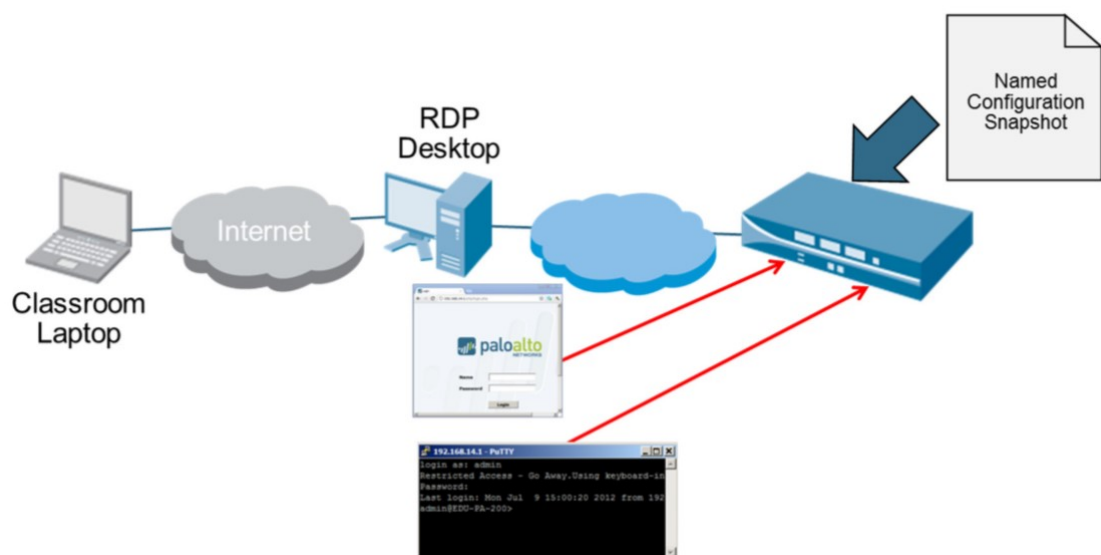 Named
Configuration
Snapshot
RDP
Desktop
Internet
Classroom
Laptop
paloalto
NETWORKS
Name
Password
Login
192.168.14.1 - PuTTY
login as: admin
Restricted Access - Go Away.Using keyboard-in
Password:
Last login: Mon Jul 9 15:00:20 2012 from 192
admin@EDU-PA-200>